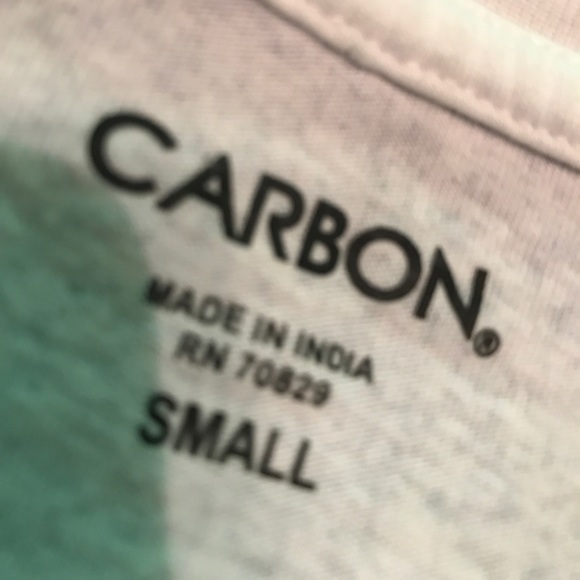 CARBON®
MADE IN INDIA
RN 70829
SMALL